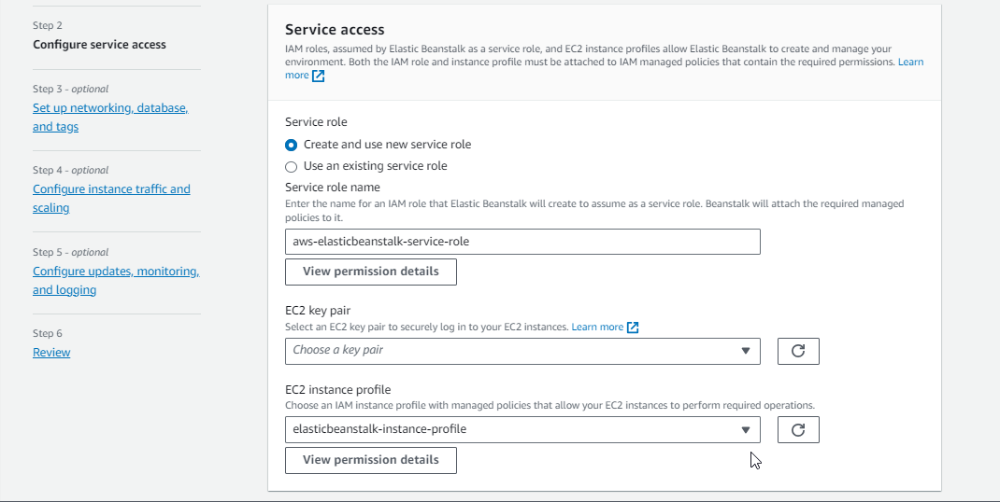 Step 2
Configure service access
Step 3 - optional
Set up networking, database,
and tags
Step 4 - optional
Configure instance traffic and
scaling
Step 5 - optional
Configure updates, monitoring,
and logging
Step 6
Review
Service access
IAM roles, assumed by Elastic Beanstalk as a service role, and EC2 instance profiles allow Elastic Beanstalk to create and manage your
environment. Both the IAM role and instance profile must be attached to IAM managed policies that contain the required permissions. Learn
more
Service role
Create and use new service role
Use an existing service role
Service role name
Enter the name for an IAM role that Elastic Beanstalk will create to assume as a service role. Beanstalk will attach the required managed
policies to it.
aws-elasticbeanstalk-service-role
View permission details
EC2 key pair
Select an EC2 key pair to securely log in to your EC2 instances. Learn more
Choose a key pair
EC2 instance profile
Choose an IAM instance profile with managed policies that allow your EC2 instances to perform required operations.
elasticbeanstalk-instance-profile
View permission details